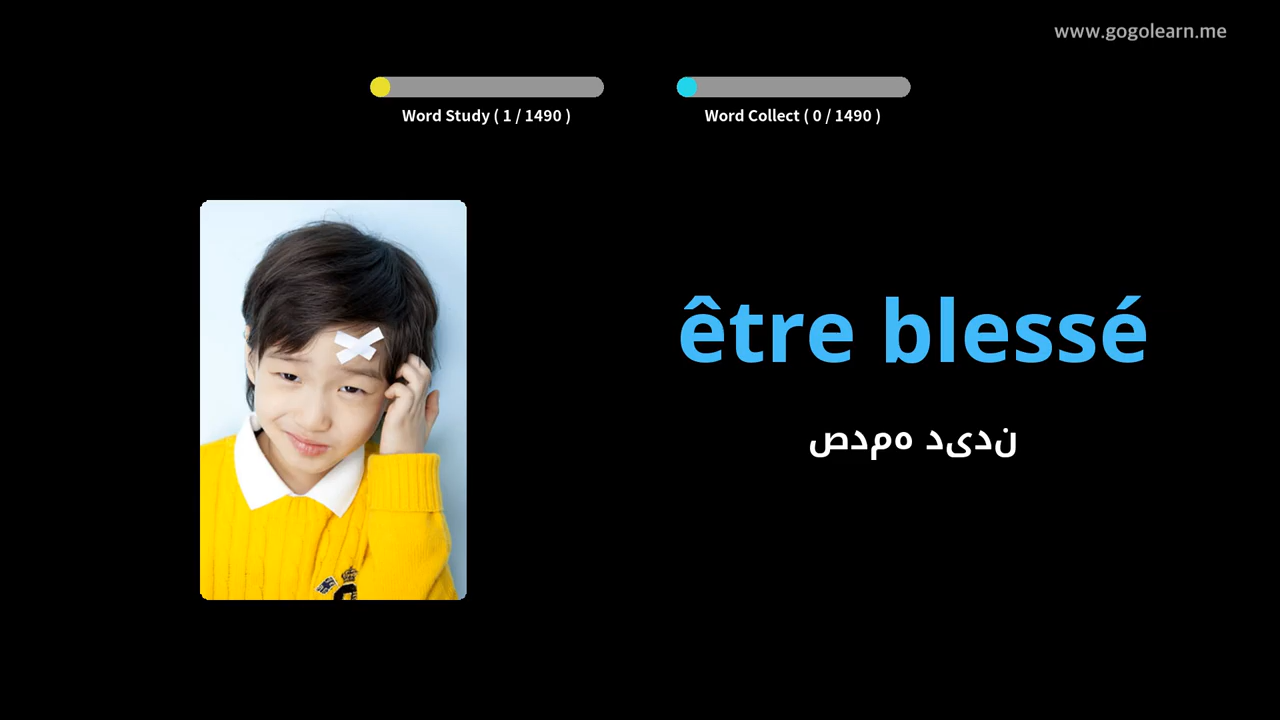 www.gogolearn.me
Word Study ( 1 / 1490 )
Word Collect ( 0 / 1490 )
être blessé
صدمه دیدن